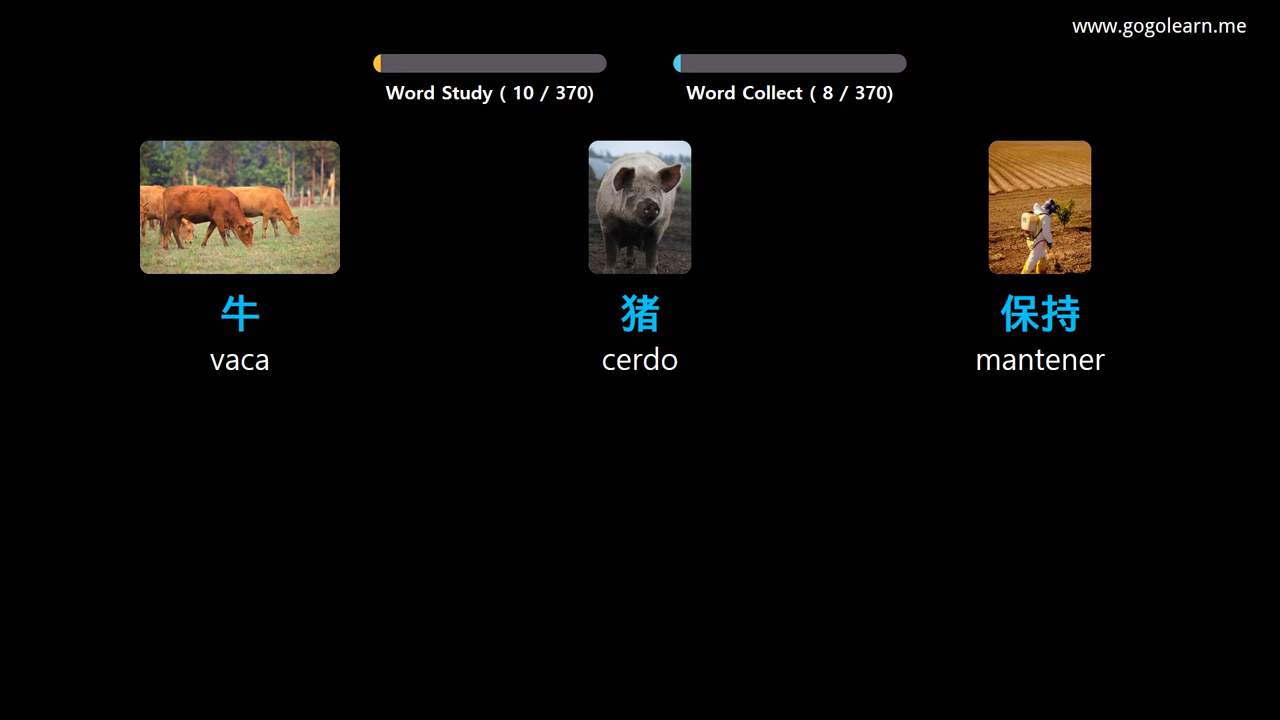 www.gogolearn.me
Word Study ( 10 / 370)
Word Collect ( 8 / 370)
牛
vaca
猪
cerdo
保持
mantener